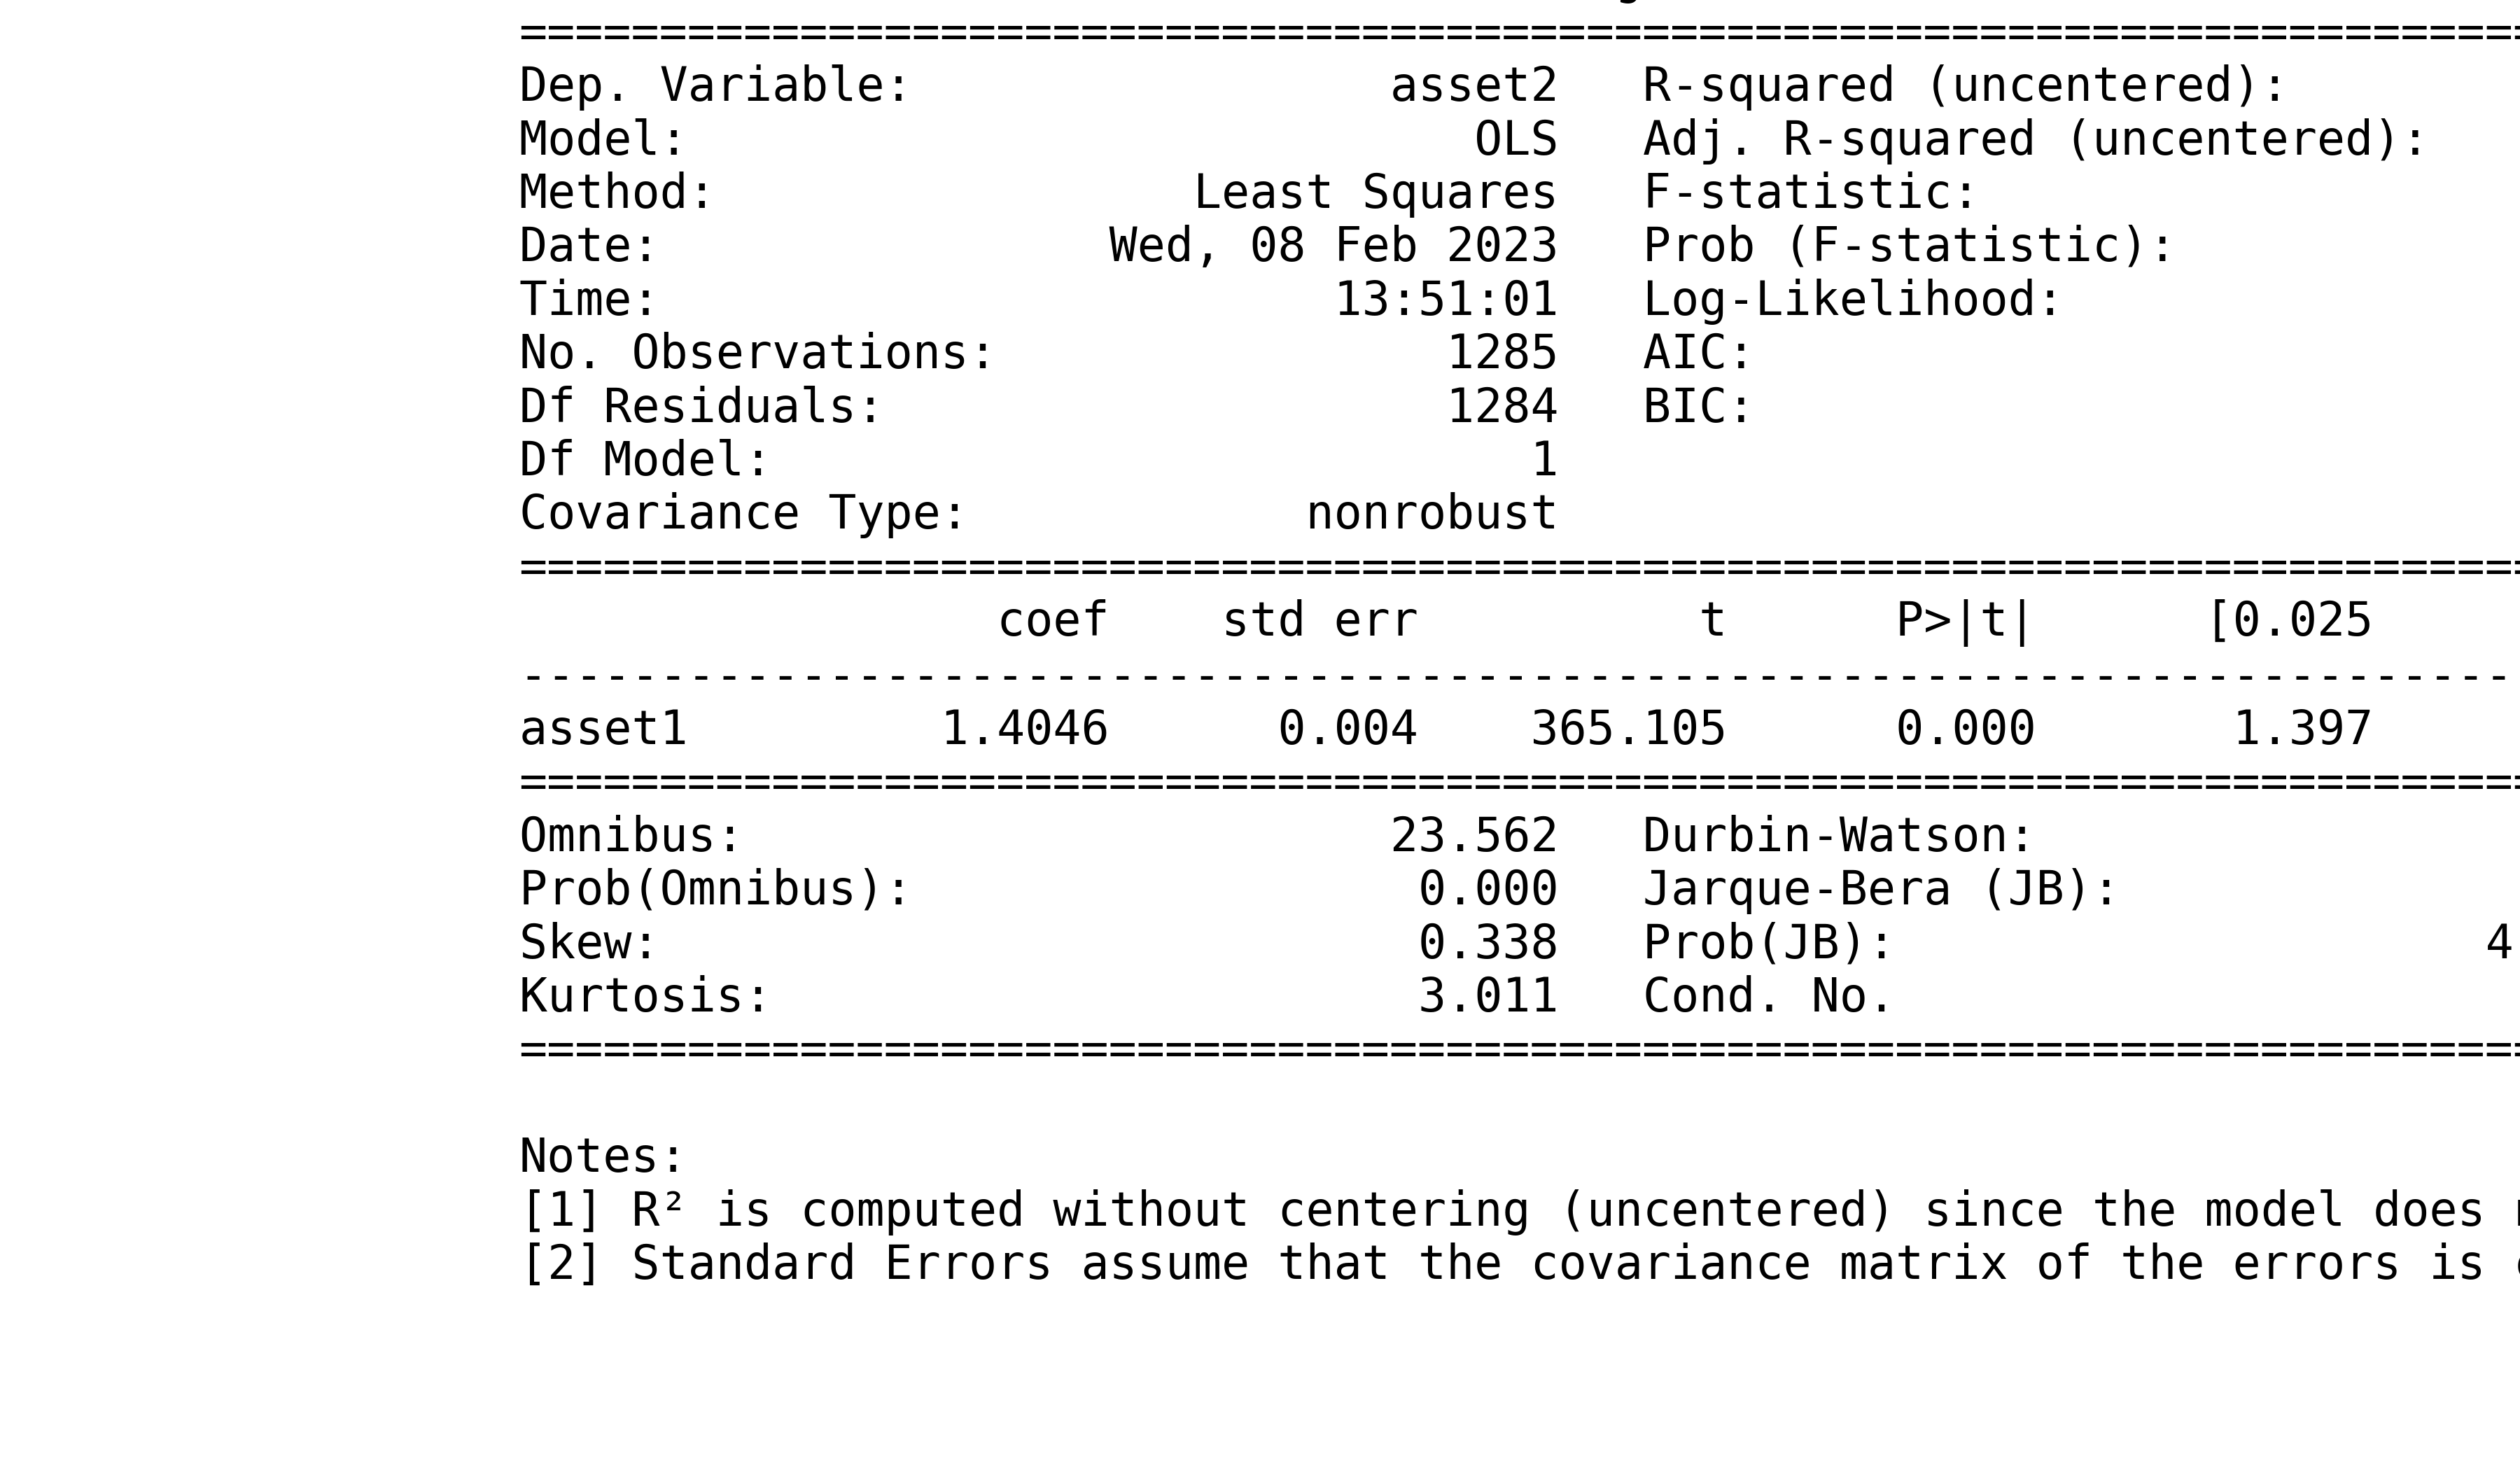 ==============================================================================
Dep. Variable: asset2 R-squared (uncentered):
Model: OLS Adj. R-squared (uncentered):
Method: Least Squares F-statistic:
Date: Wed, 08 Feb 2023 Prob (F-statistic):
Time: 13:51:01 Log-Likelihood:
No. Observations: 1285 AIC:
Df Residuals: 1284 BIC:
Df Model: 1
Covariance Type: nonrobust
==============================================================================
coef std err t P>|t| [0.025
------------------------------------------------------------------------------
asset1 1.4046 0.004 365.105 0.000 1.397
==============================================================================
Omnibus: 23.562 Durbin-Watson:
Prob(Omnibus): 0.000 Jarque-Bera (JB):
Skew: 0.338 Prob(JB): 4
Kurtosis: 3.011 Cond. No.
==============================================================================
Notes:
[1] R² is computed without centering (uncentered) since the model does
[2] Standard Errors assume that the covariance matrix of the errors is